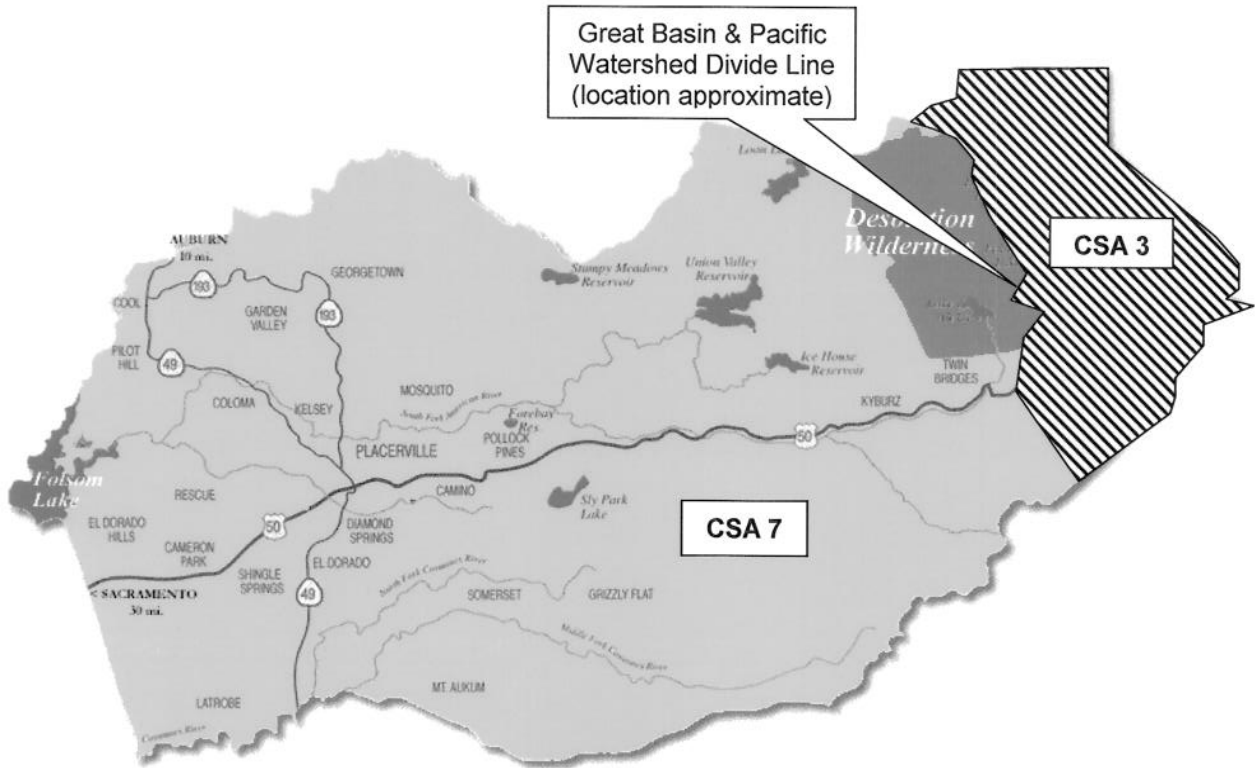 Great Basin & Pacific
Watershed Divide Line
(location approximate)
Loon
Desolation
Wilderness
CSA 3
AUBURN
10 mi.
193
GEORGETOWN
COOL
GARDEN
VALLEY
193
Stumpy Meadows
Reservoir
Union Valley
Reservoir
PILOT
HILL
49
Ice House
Reservoir
TWIN
BRIDGES
MOSQUITO
COLOMA
KELSEY
South Fork American River
Forebay
Res.
KYBURZ
PLACERVILLE
POLLOCK
PINES
50
Folsom
Lake
RESCUE
CAMINO
Sly Park
Lake
EL DORADO
HILLS
50
DIAMOND
SPRINGS
CSA 7
CAMERON
PARK
SHINGLE
SPRINGS
EL DORADO
49
North Fork Cosumnes River
< SACRAMENTO
30 mi.
SOMERSET
GRIZZLY FLAT
Middle Fork Cosumnes River
LATROBE
MT. AUKUM
Cosumnes River